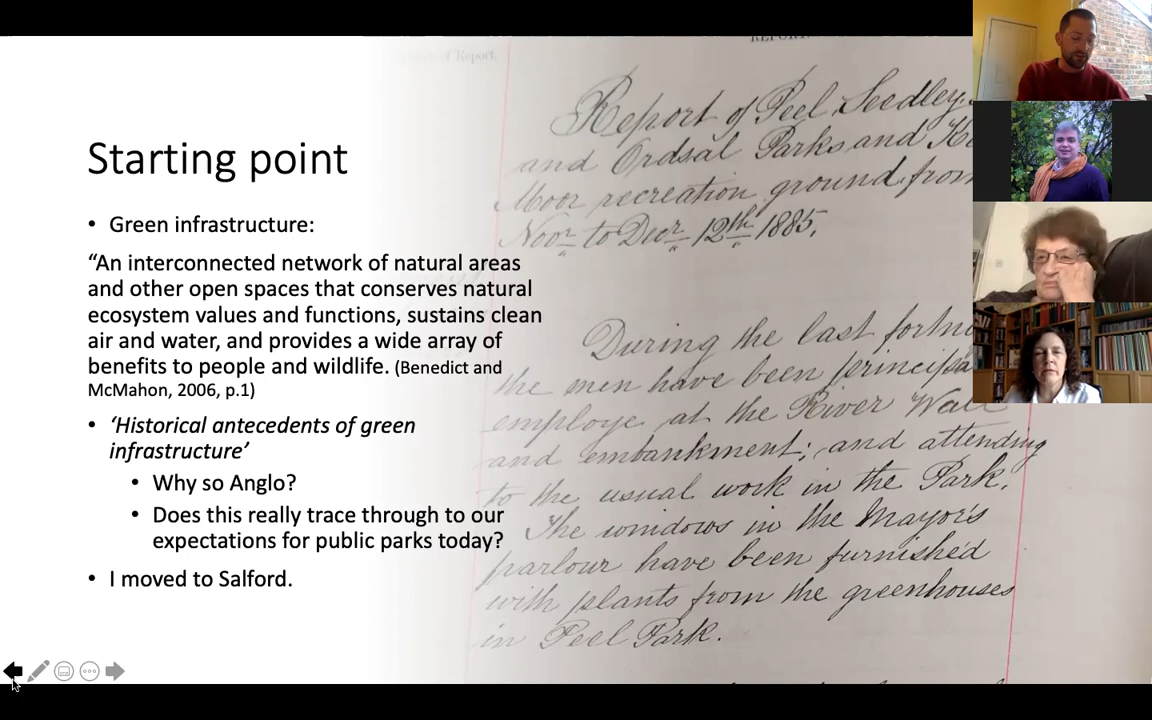 Starting point
• Green infrastructure:
“An interconnected network of natural areas
and other open spaces that conserves natural
ecosystem values and functions, sustains clean
air and water, and provides a wide array of
benefits to people and wildlife. (Benedict and
McMahon, 2006, p.1)
• ‘Historical antecedents of green
infrastructure’
• Why so Anglo?
• Does this really trace through to our
expectations for public parks today?
• I moved to Salford.
of Report.
REPORT
Report of Peel, Seedley,
and Ordsal Parks and
Moor recreation ground from
Novr to Decr 12th 1885,
During the last
the men have been
employe at the River Wall
and embankment; and attending
to the usual work in the Park.
The windows in the Mayor's
parlour have been furnished
with plants from the greenhouses
in Peel Park.